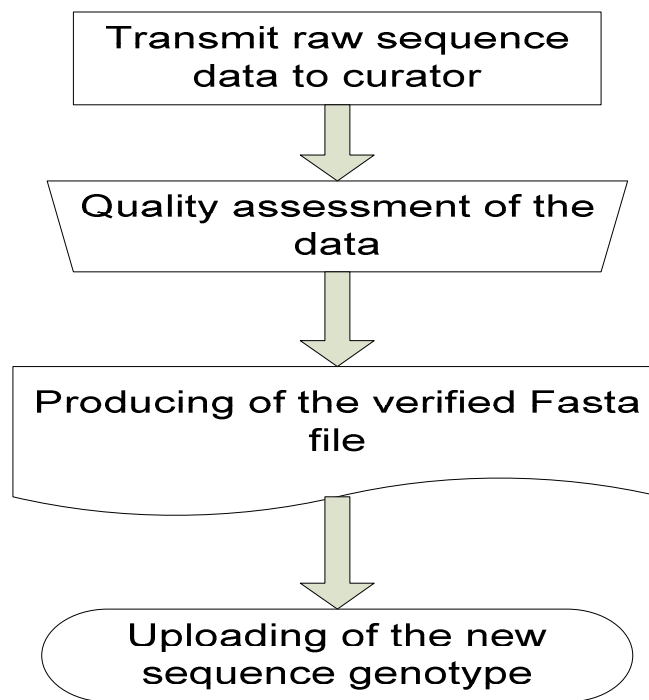 Transmit raw sequence
data to curator
Quality assessment of the
data
Producing of the verified Fasta
file
Uploading of the new
sequence genotype